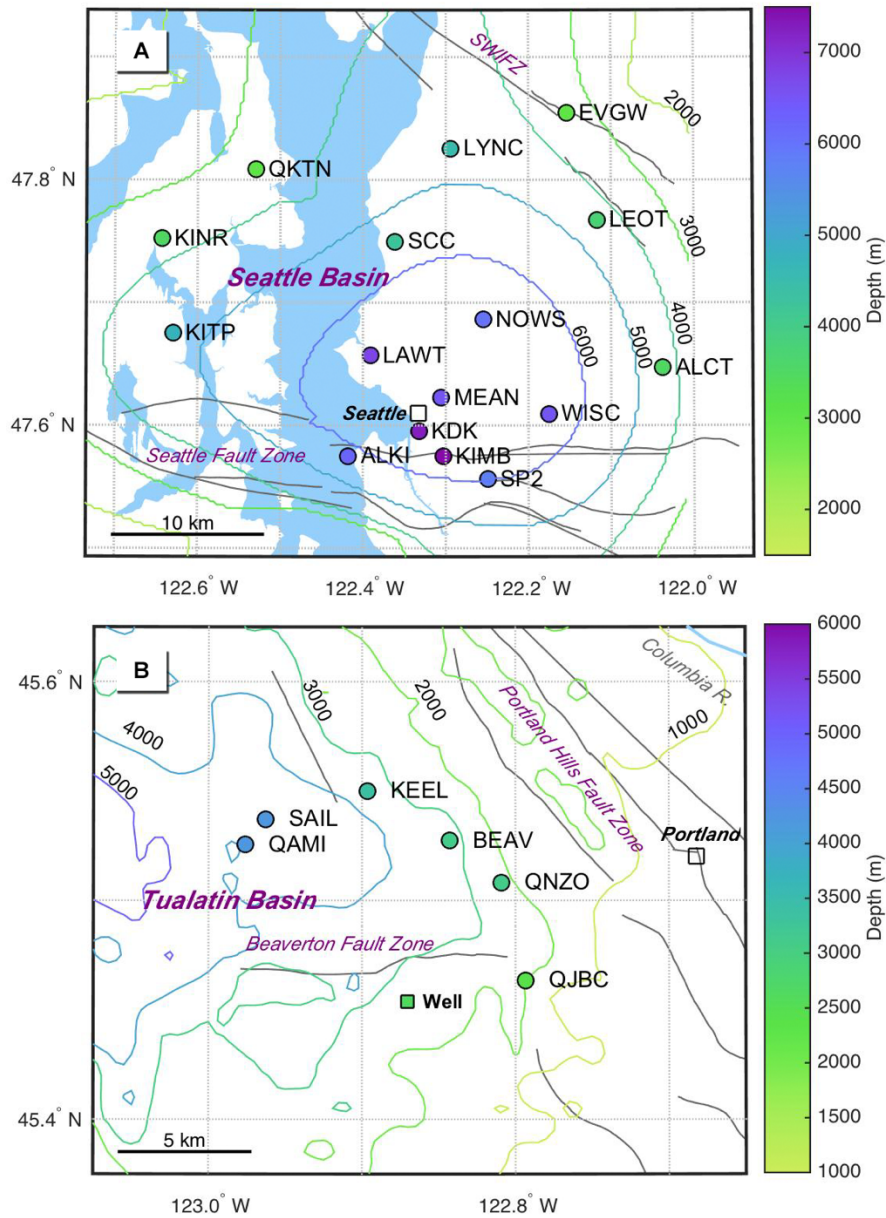 A
SWIFZ
2000
EVGW
LYNC
QKTN
47.8° N
LEOT
3000
KINR
SCC
Seattle Basin
4000
5000
6000
NOWS
KITP
LAWT
ALCT
MEAN
Seattle
WISC
47.6° N
KDK
Seattle Fault Zone
ALKI
KIMB
SP2
10 km
122.6° W
122.4° W
122.2° W
122.0° W
7000
6000
5000
4000
3000
2000
Depth (m)
B
45.6° N
Columbia R.
3000
2000
1000
4000
5000
Portland Hills Fault Zone
KEEL
SAIL
QAMI
BEAV
Portland
QNZO
Tualatin Basin
Beaverton Fault Zone
QJBC
Well
45.4° N
5 km
123.0° W
122.8° W
6000
5500
5000
4500
4000
3500
3000
2500
2000
1500
1000
Depth (m)